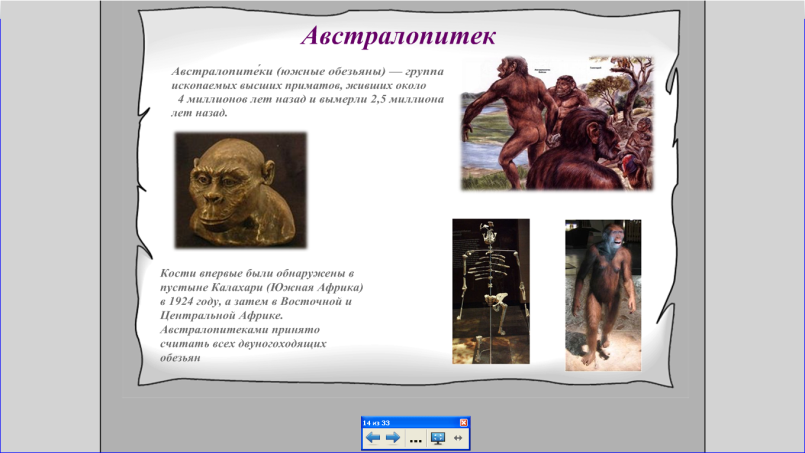 Австралопитек
Австралопите́ки (южные обезьяны) — группа
ископаемых высших приматов, живших около
4 миллионов лет назад и вымерли 2,5 миллиона
лет назад.
Кости впервые были обнаружены в
пустыне Калахари (Южная Африка)
в 1924 году, а затем в Восточной и
Центральной Африке.
Австралопитеками принято
считать всех двуногоходящих
обезьян
14 из 33